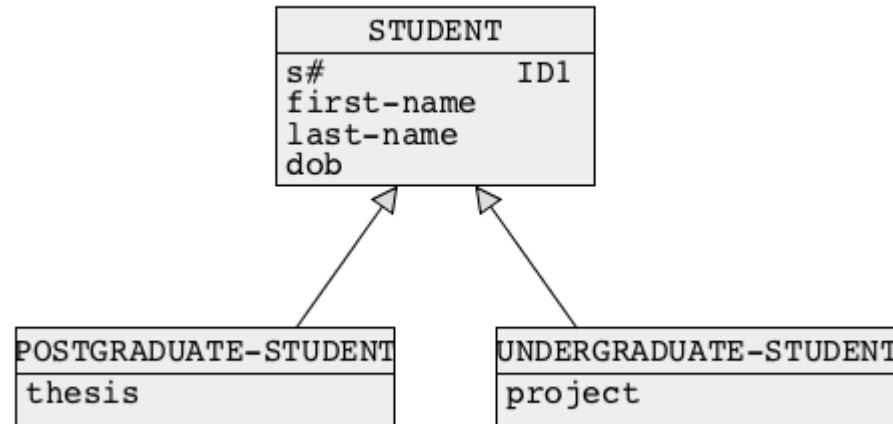 STUDENT
s# ID1
first-name
last-name
dob
POSTGRADUATE-STUDENT
thesis
UNDERGRADUATE-STUDENT
project